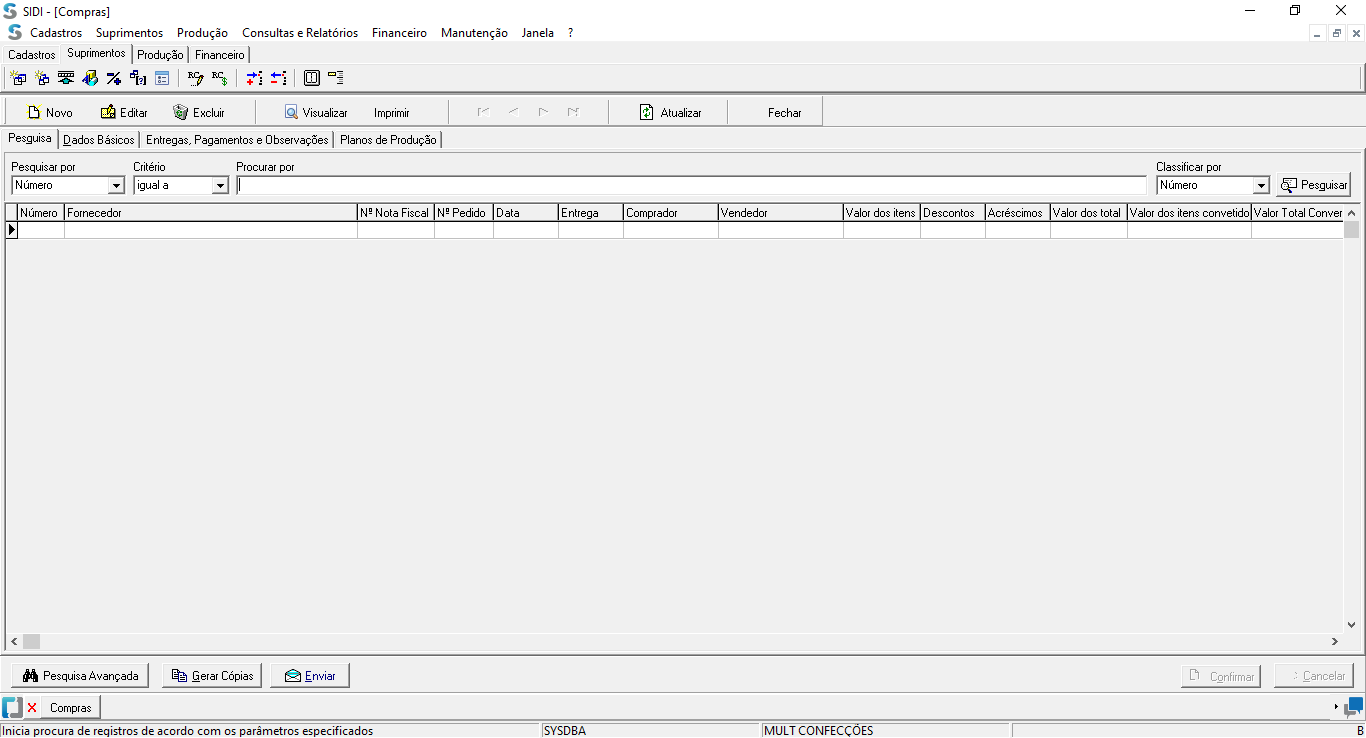 SIDI - [Compras]
Cadastros Suprimentos Produção Consultas e Relatórios Financeiro Manutenção Janela ?
Cadastros Suprimentos Produção Financeiro
Novo Editar Excluir Visualizar Imprimir Atualizar Fechar
Pesquisa Dados Básicos Entregas, Pagamentos e Observações Planos de Produção
Pesquisar por Critério Procurar por Classificar por
Número igual a Número Pesquisar
Número Fornecedor Nº Nota Fiscal Nº Pedido Data Entrega Comprador Vendedor Valor dos itens Descontos Acréscimos Valor dos total Valor dos itens convetido Valor Total Conver
Pesquisa Avançada Gerar Cópias Enviar Confirmar Cancelar
Compras
Inicia procura de registros de acordo com os parâmetros especificados SYSDBA MULT CONFECÇÕES B